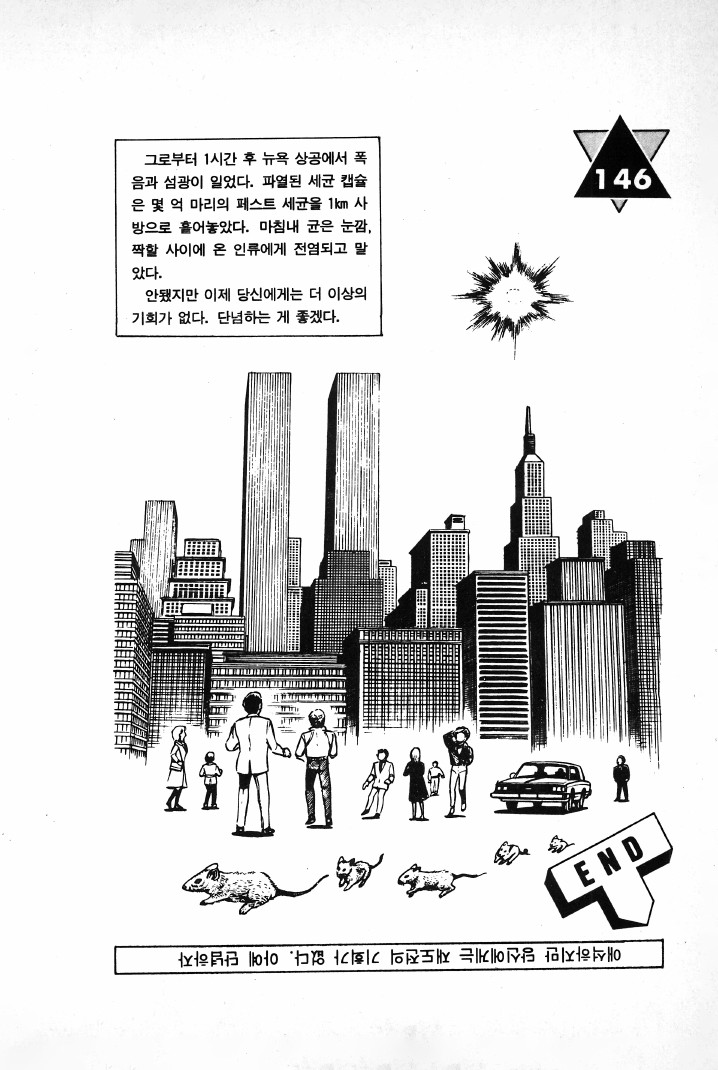 146
그로부터 1시간 후 뉴욕 상공에서 폭
음과 섬광이 일었다. 파열된 세균 캡슐
은 몇 억 마리의 페스트 세균을 1km 사
방으로 흩어놓았다. 마침내 균은 눈깜,
짝할 사이에 온 인류에게 전염되고 말
았다.
안됐지만 이제 당신에게는 더 이상의
기회가 없다. 단념하는 게 좋겠다.
END
애석하지만 당신에게는 재도전의 기회가 없다. 아예 단념하자